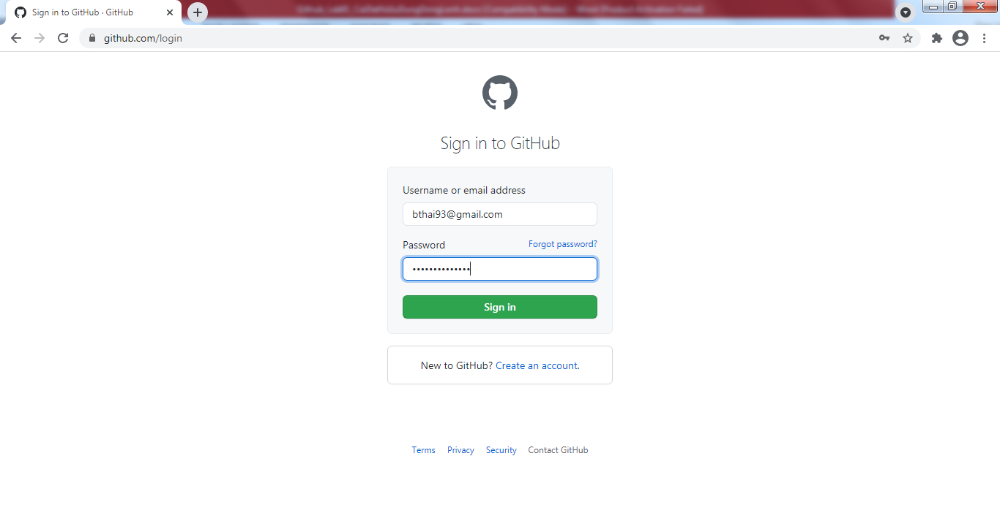 Sign in to GitHub · GitHub
github.com/login
Sign in to GitHub
Username or email address
bthai93@gmail.com
Password Forgot password?
••••••••••••••
Sign in
New to GitHub? Create an account.
Terms Privacy Security Contact GitHub